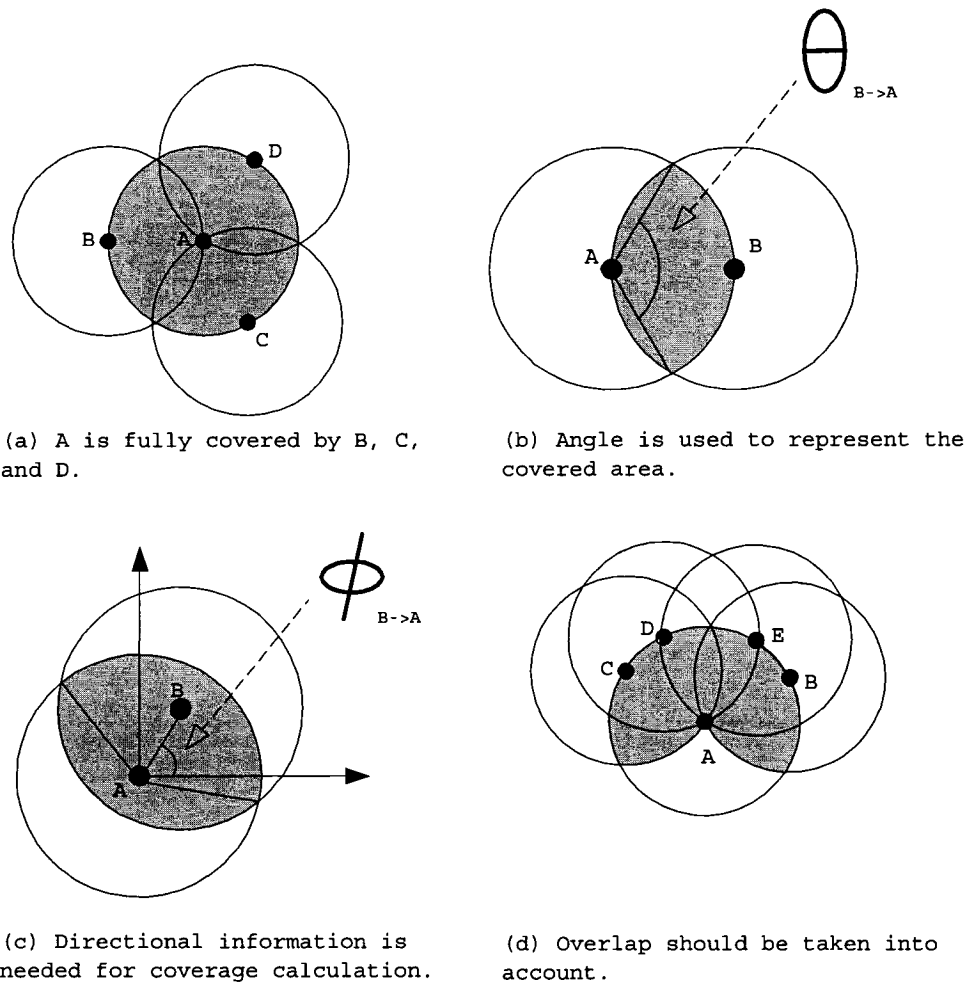 D
B
A
C
(a) A is fully covered by B, C,
and D.
θ B->A
A
B
(b) Angle is used to represent the
covered area.
ϕ B->A
B
A
(c) Directional information is
needed for coverage calculation.
D
E
C
B
A
(d) Overlap should be taken into
account.